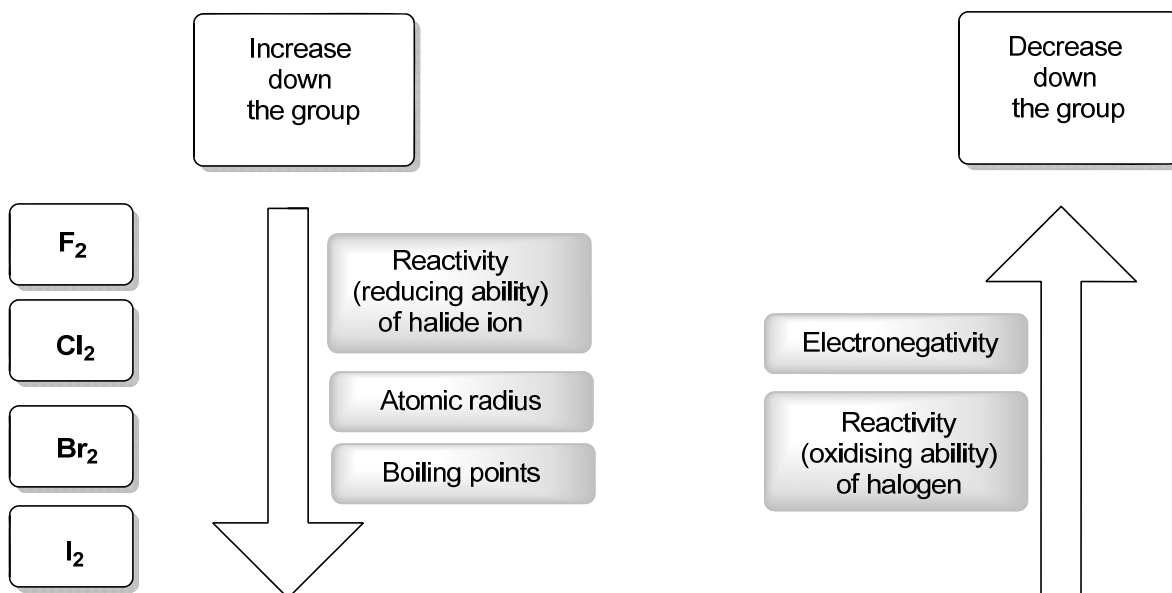 Increase
down
the group
Decrease
down
the group
F₂
Cl₂
Br₂
I₂
Reactivity
(reducing ability)
of halide ion
Atomic radius
Boiling points
Electronegativity
Reactivity
(oxidising ability)
of halogen